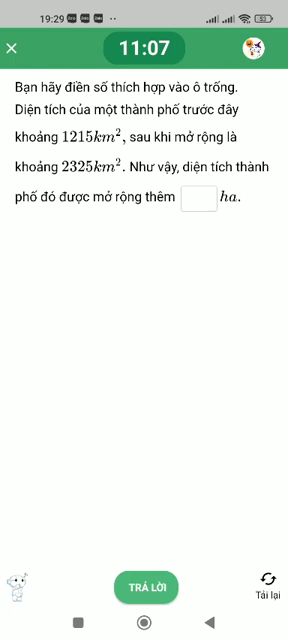 19:29
52
11:07
Bạn hãy điền số thích hợp vào ô trống.
Diện tích của một thành phố trước đây
khoảng 1215km², sau khi mở rộng là
khoảng 2325km². Như vậy, diện tích thành
phố đó được mở rộng thêm ha.
TRẢ LỜI
Tải lại